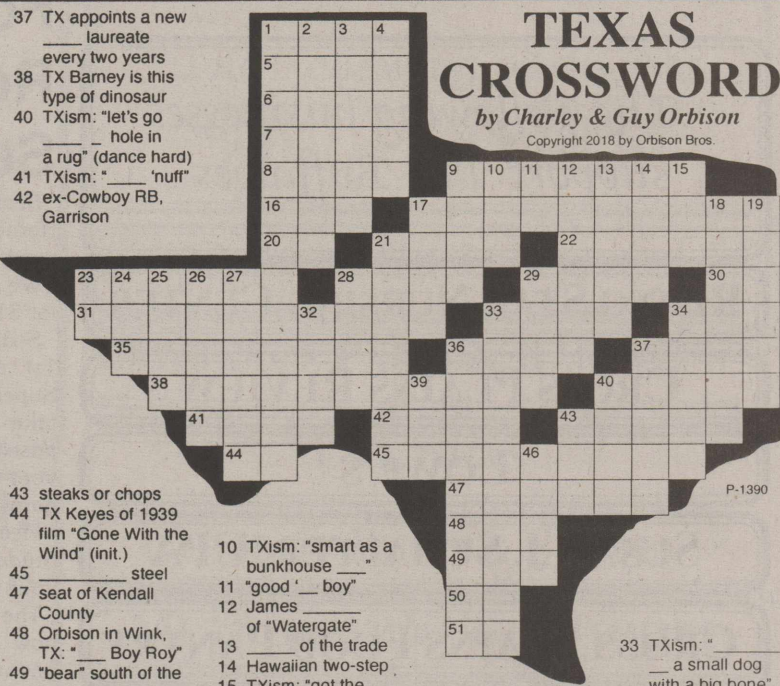 37 TX appoints a new
____ laureate
every two years
38 TX Barney is this
type of dinosaur
40 TXism: "let's go
____ _ hole in
a rug" (dance hard)
41 TXism: "____ 'nuff"
42 ex-Cowboy RB,
Garrison
TEXAS
CROSSWORD
by Charley & Guy Orbison
Copyright 2018 by Orbison Bros.
1 2 3 4
5
6
7
8 9 10 11 12 13 14 15
16 17 18 19
20 21 22
23 24 25 26 27 28 29 30
31 32 33 34
35 36 37
38 39 40
41 42 43
44 45 46
47 P-1390
48
49
50
51
43 steaks or chops
44 TX Keyes of 1939
film "Gone With the
Wind" (init.)
45 _________ steel
47 seat of Kendall
County
48 Orbison in Wink,
TX: "___ Boy Roy"
49 "bear" south of the
10 TXism: "smart as a
bunkhouse ___"
11 "good '__ boy"
12 James ______
of "Watergate"
13 _____ of the trade
14 Hawaiian two-step
15 TXism: "got the
33 TXism: "______
__ a small dog
with a big bone"